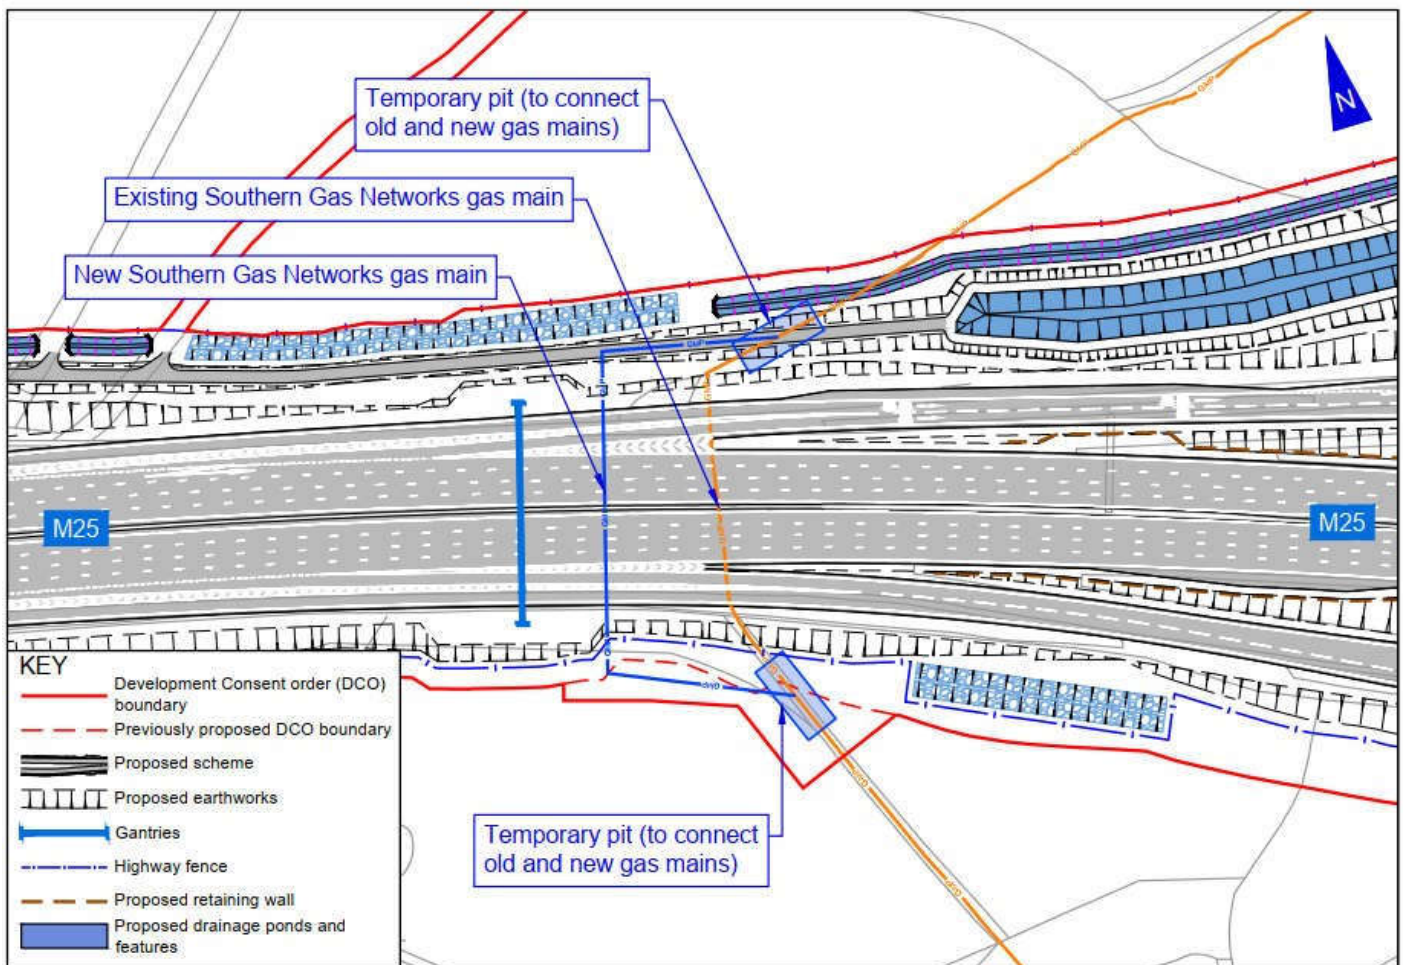 Temporary pit (to connect
old and new gas mains)
N
Existing Southern Gas Networks gas main
New Southern Gas Networks gas main
M25
M25
Temporary pit (to connect
old and new gas mains)
KEY
Development Consent order (DCO)
boundary
Previously proposed DCO boundary
Proposed scheme
Proposed earthworks
Gantries
Highway fence
Proposed retaining wall
Proposed drainage ponds and
features